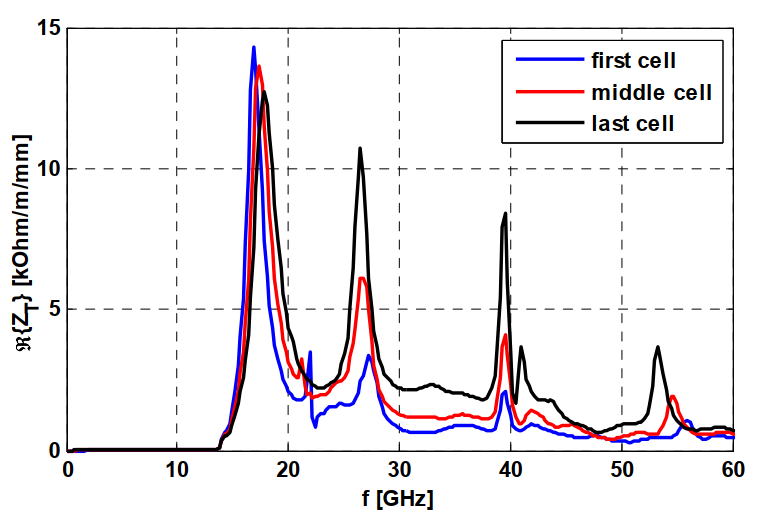 15
10
5
0
ℜ{Z_T} [kOhm/m/mm]
first cell
middle cell
last cell
0 10 20 30 40 50 60
f [GHz]